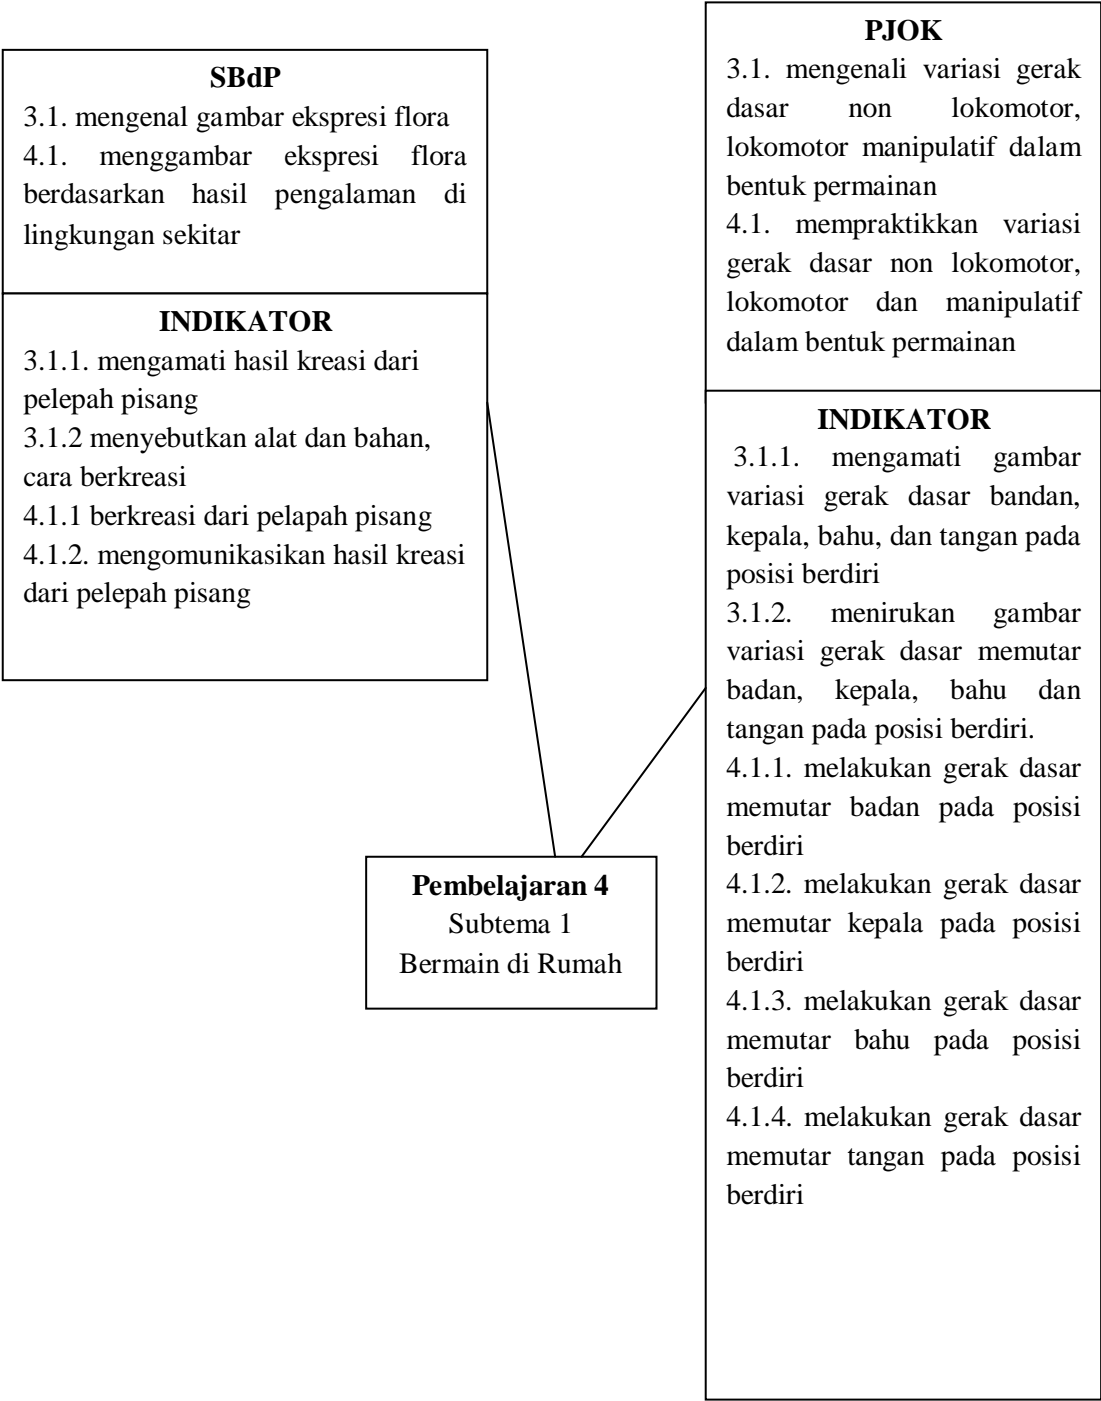 SBdP
3.1. mengenal gambar ekspresi flora
4.1. menggambar ekspresi flora
berdasarkan hasil pengalaman di
lingkungan sekitar
INDIKATOR
3.1.1. mengamati hasil kreasi dari
pelepah pisang
3.1.2 menyebutkan alat dan bahan,
cara berkreasi
4.1.1 berkreasi dari pelapah pisang
4.1.2. mengomunikasikan hasil kreasi
dari pelepah pisang
PJOK
3.1. mengenali variasi gerak
dasar non lokomotor,
lokomotor manipulatif dalam
bentuk permainan
4.1. mempraktikkan variasi
gerak dasar non lokomotor,
lokomotor dan manipulatif
dalam bentuk permainan
INDIKATOR
3.1.1. mengamati gambar
variasi gerak dasar bandan,
kepala, bahu, dan tangan pada
posisi berdiri
3.1.2. menirukan gambar
variasi gerak dasar memutar
badan, kepala, bahu dan
tangan pada posisi berdiri.
4.1.1. melakukan gerak dasar
memutar badan pada posisi
berdiri
4.1.2. melakukan gerak dasar
memutar kepala pada posisi
berdiri
4.1.3. melakukan gerak dasar
memutar bahu pada posisi
berdiri
4.1.4. melakukan gerak dasar
memutar tangan pada posisi
berdiri
Pembelajaran 4
Subtema 1
Bermain di Rumah